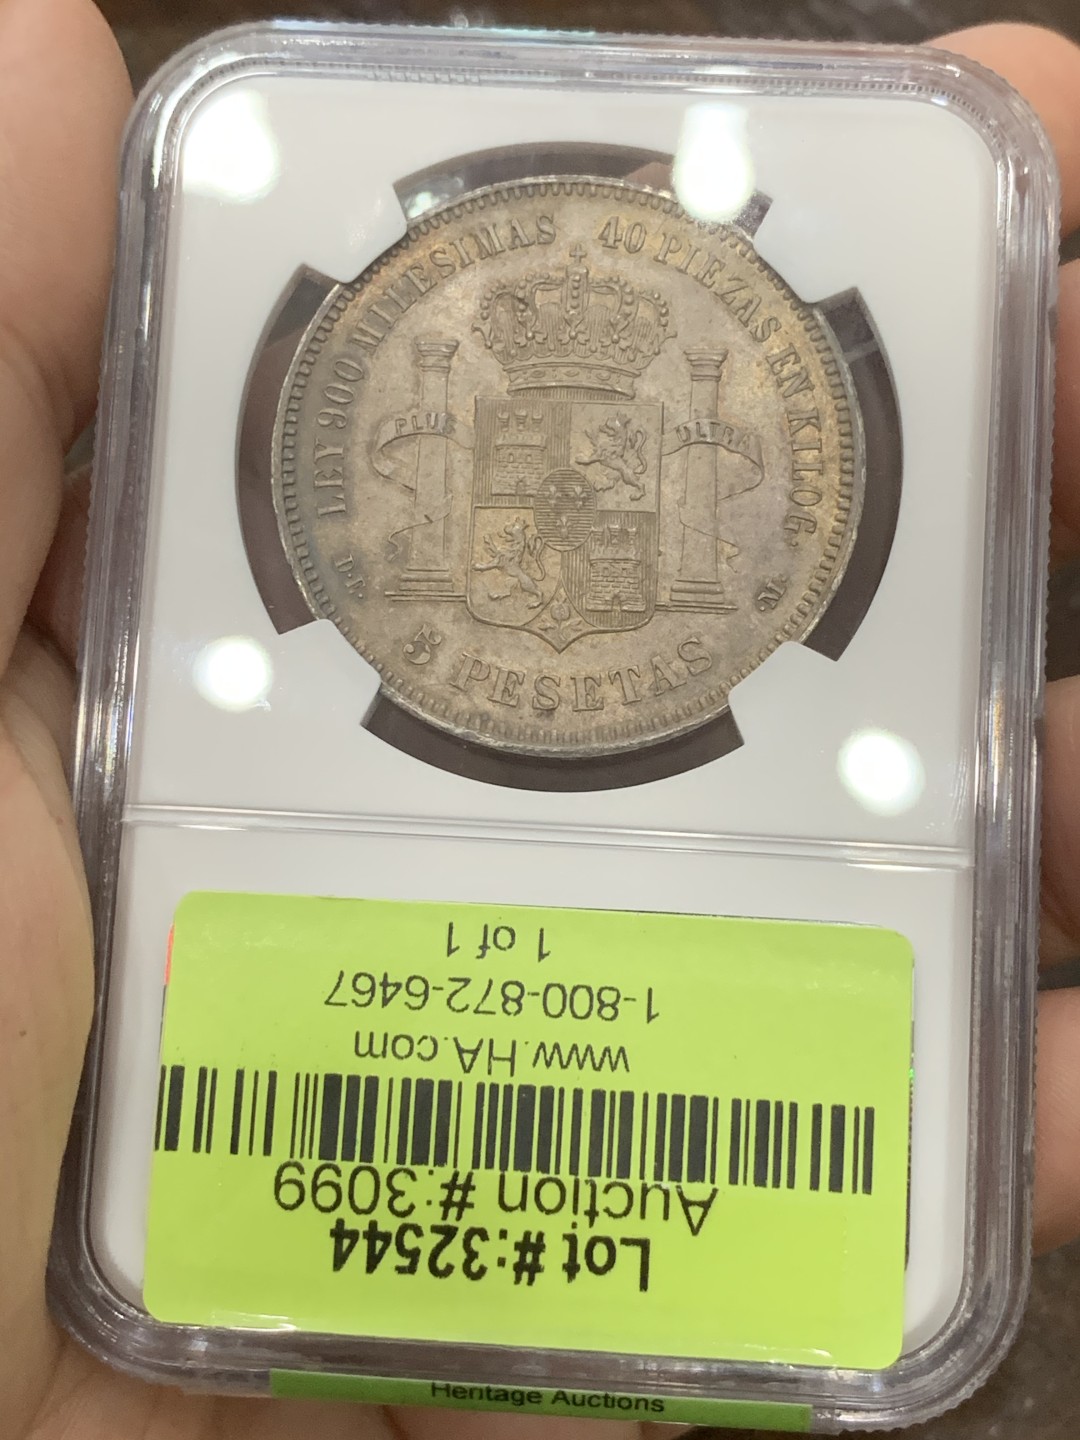 LEY 900 MILESIMAS 40 PIEZAS EN KILOG.
PLUS ULTRA
5 PESETAS
Lot #:32544
Auction #:3099
www.HA.com
1-800-872-6467
1 of 1
Heritage Auctions